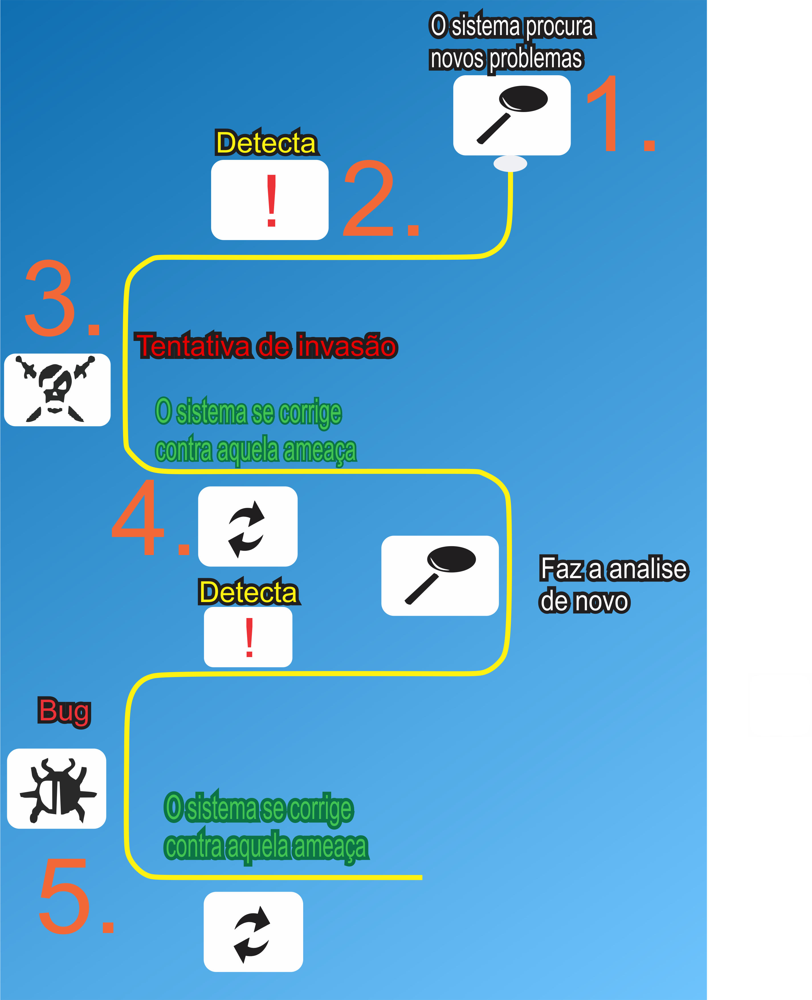 O sistema procura
novos problemas
1.
Detecta
!
2.
3.
Tentativa de invasão
O sistema se corrige
contra aquela ameaça
4.
Faz a analise
de novo
Detecta
!
Bug
O sistema se corrige
contra aquela ameaça
5.